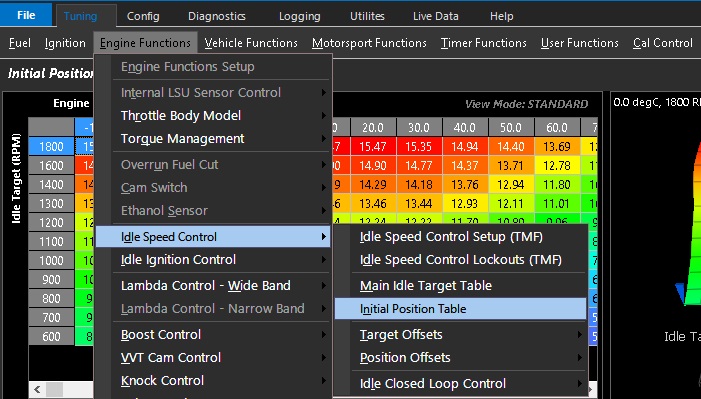 File Tuning Config Diagnostics Logging Utilites Live Data Help
Fuel Ignition Engine Functions Vehicle Functions Motorsport Functions Timer Functions User Functions Cal Control
Initial Position
Engine Functions Setup
Engine
View Mode: STANDARD
0.0 degC, 1800
Internal LSU Sensor Control
Throttle Body Model
Torque Management
Overrun Fuel Cut
Cam Switch
Ethanol Sensor
Idle Speed Control
Idle Ignition Control
Lambda Control - Wide Band
Lambda Control - Narrow Band
Boost Control
VVT Cam Control
Knock Control
Idle Target (RPM)
20.0 30.0 40.0 50.0 60.0
1800 15.47 15.35 14.94 14.40 13.69
1600 14.90 14.77 14.37 13.71 12.78
1400 14.29 14.18 13.76 12.94 11.80
1300 13.46 13.44 12.93 12.11 11.01
1200
1100
1000
900
800
700
600
Idle Speed Control Setup (TMF)
Idle Speed Control Lockouts (TMF)
Main Idle Target Table
Initial Position Table
Target Offsets
Position Offsets
Idle Closed Loop Control
Idle